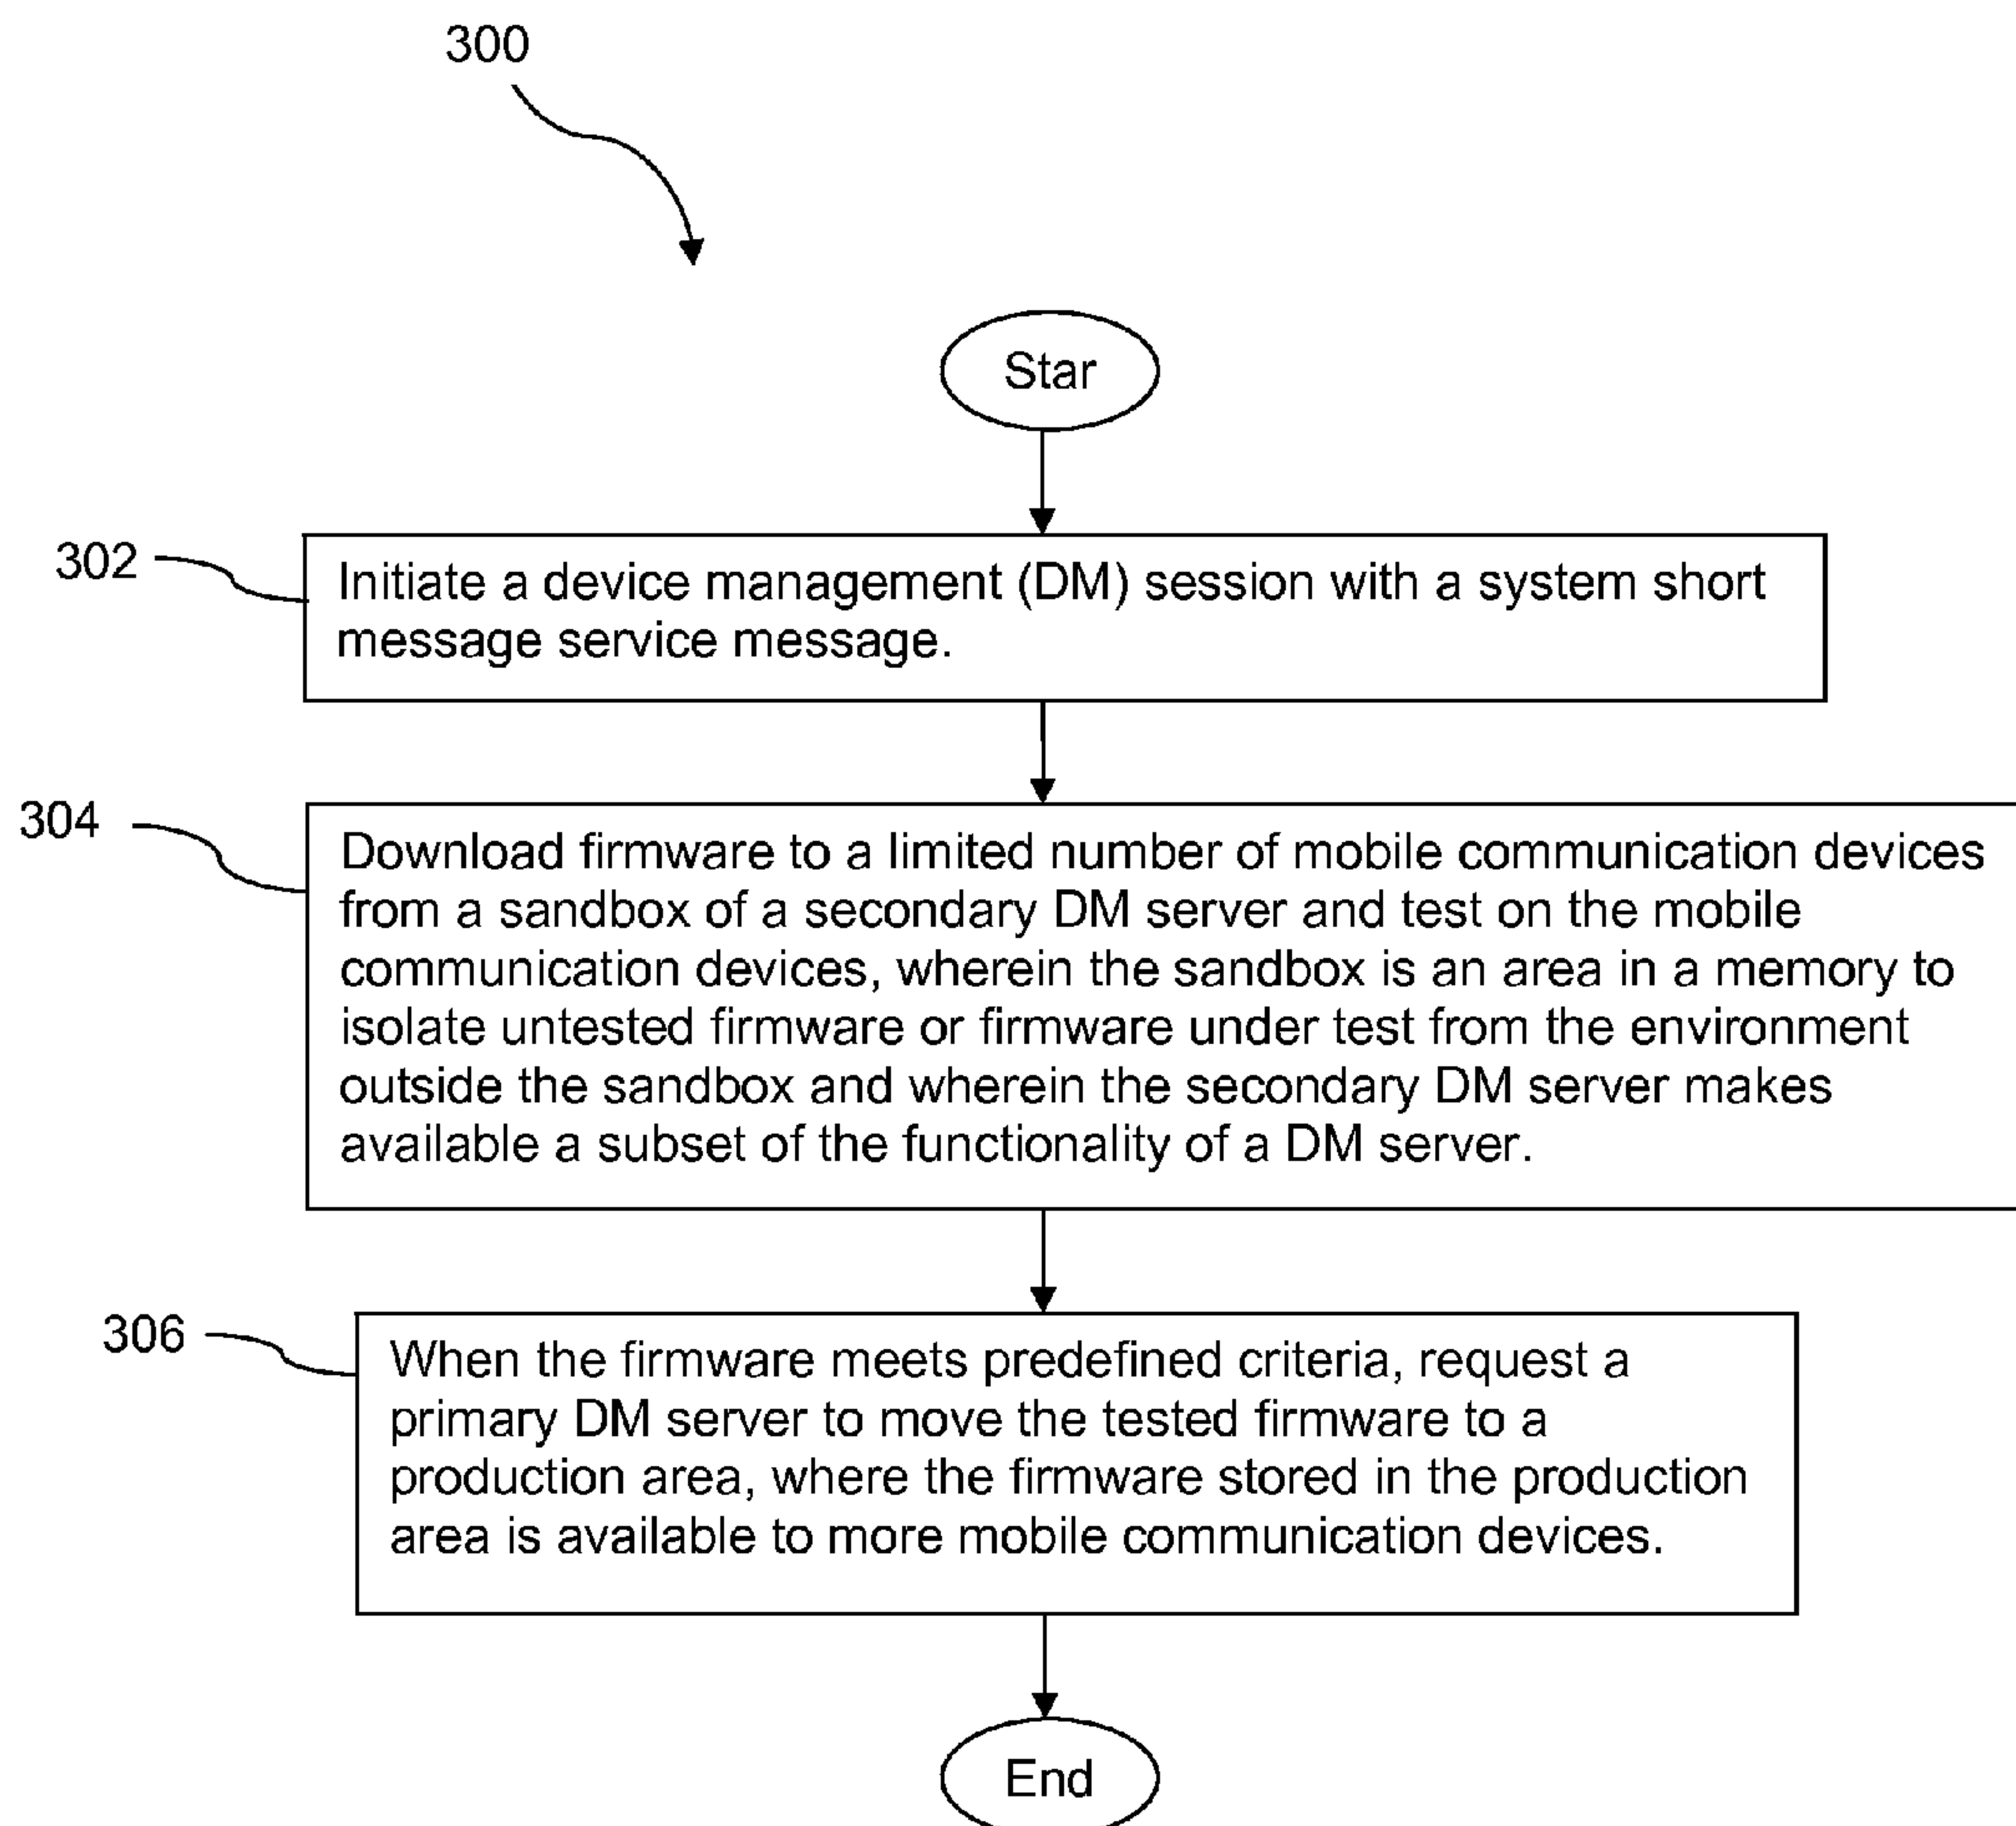 300
Star
302
Initiate a device management (DM) session with a system short
message service message.
304
Download firmware to a limited number of mobile communication devices
from a sandbox of a secondary DM server and test on the mobile
communication devices, wherein the sandbox is an area in a memory to
isolate untested firmware or firmware under test from the environment
outside the sandbox and wherein the secondary DM server makes
available a subset of the functionality of a DM server.
306
When the firmware meets predefined criteria, request a
primary DM server to move the tested firmware to a
production area, where the firmware stored in the production
area is available to more mobile communication devices.
End